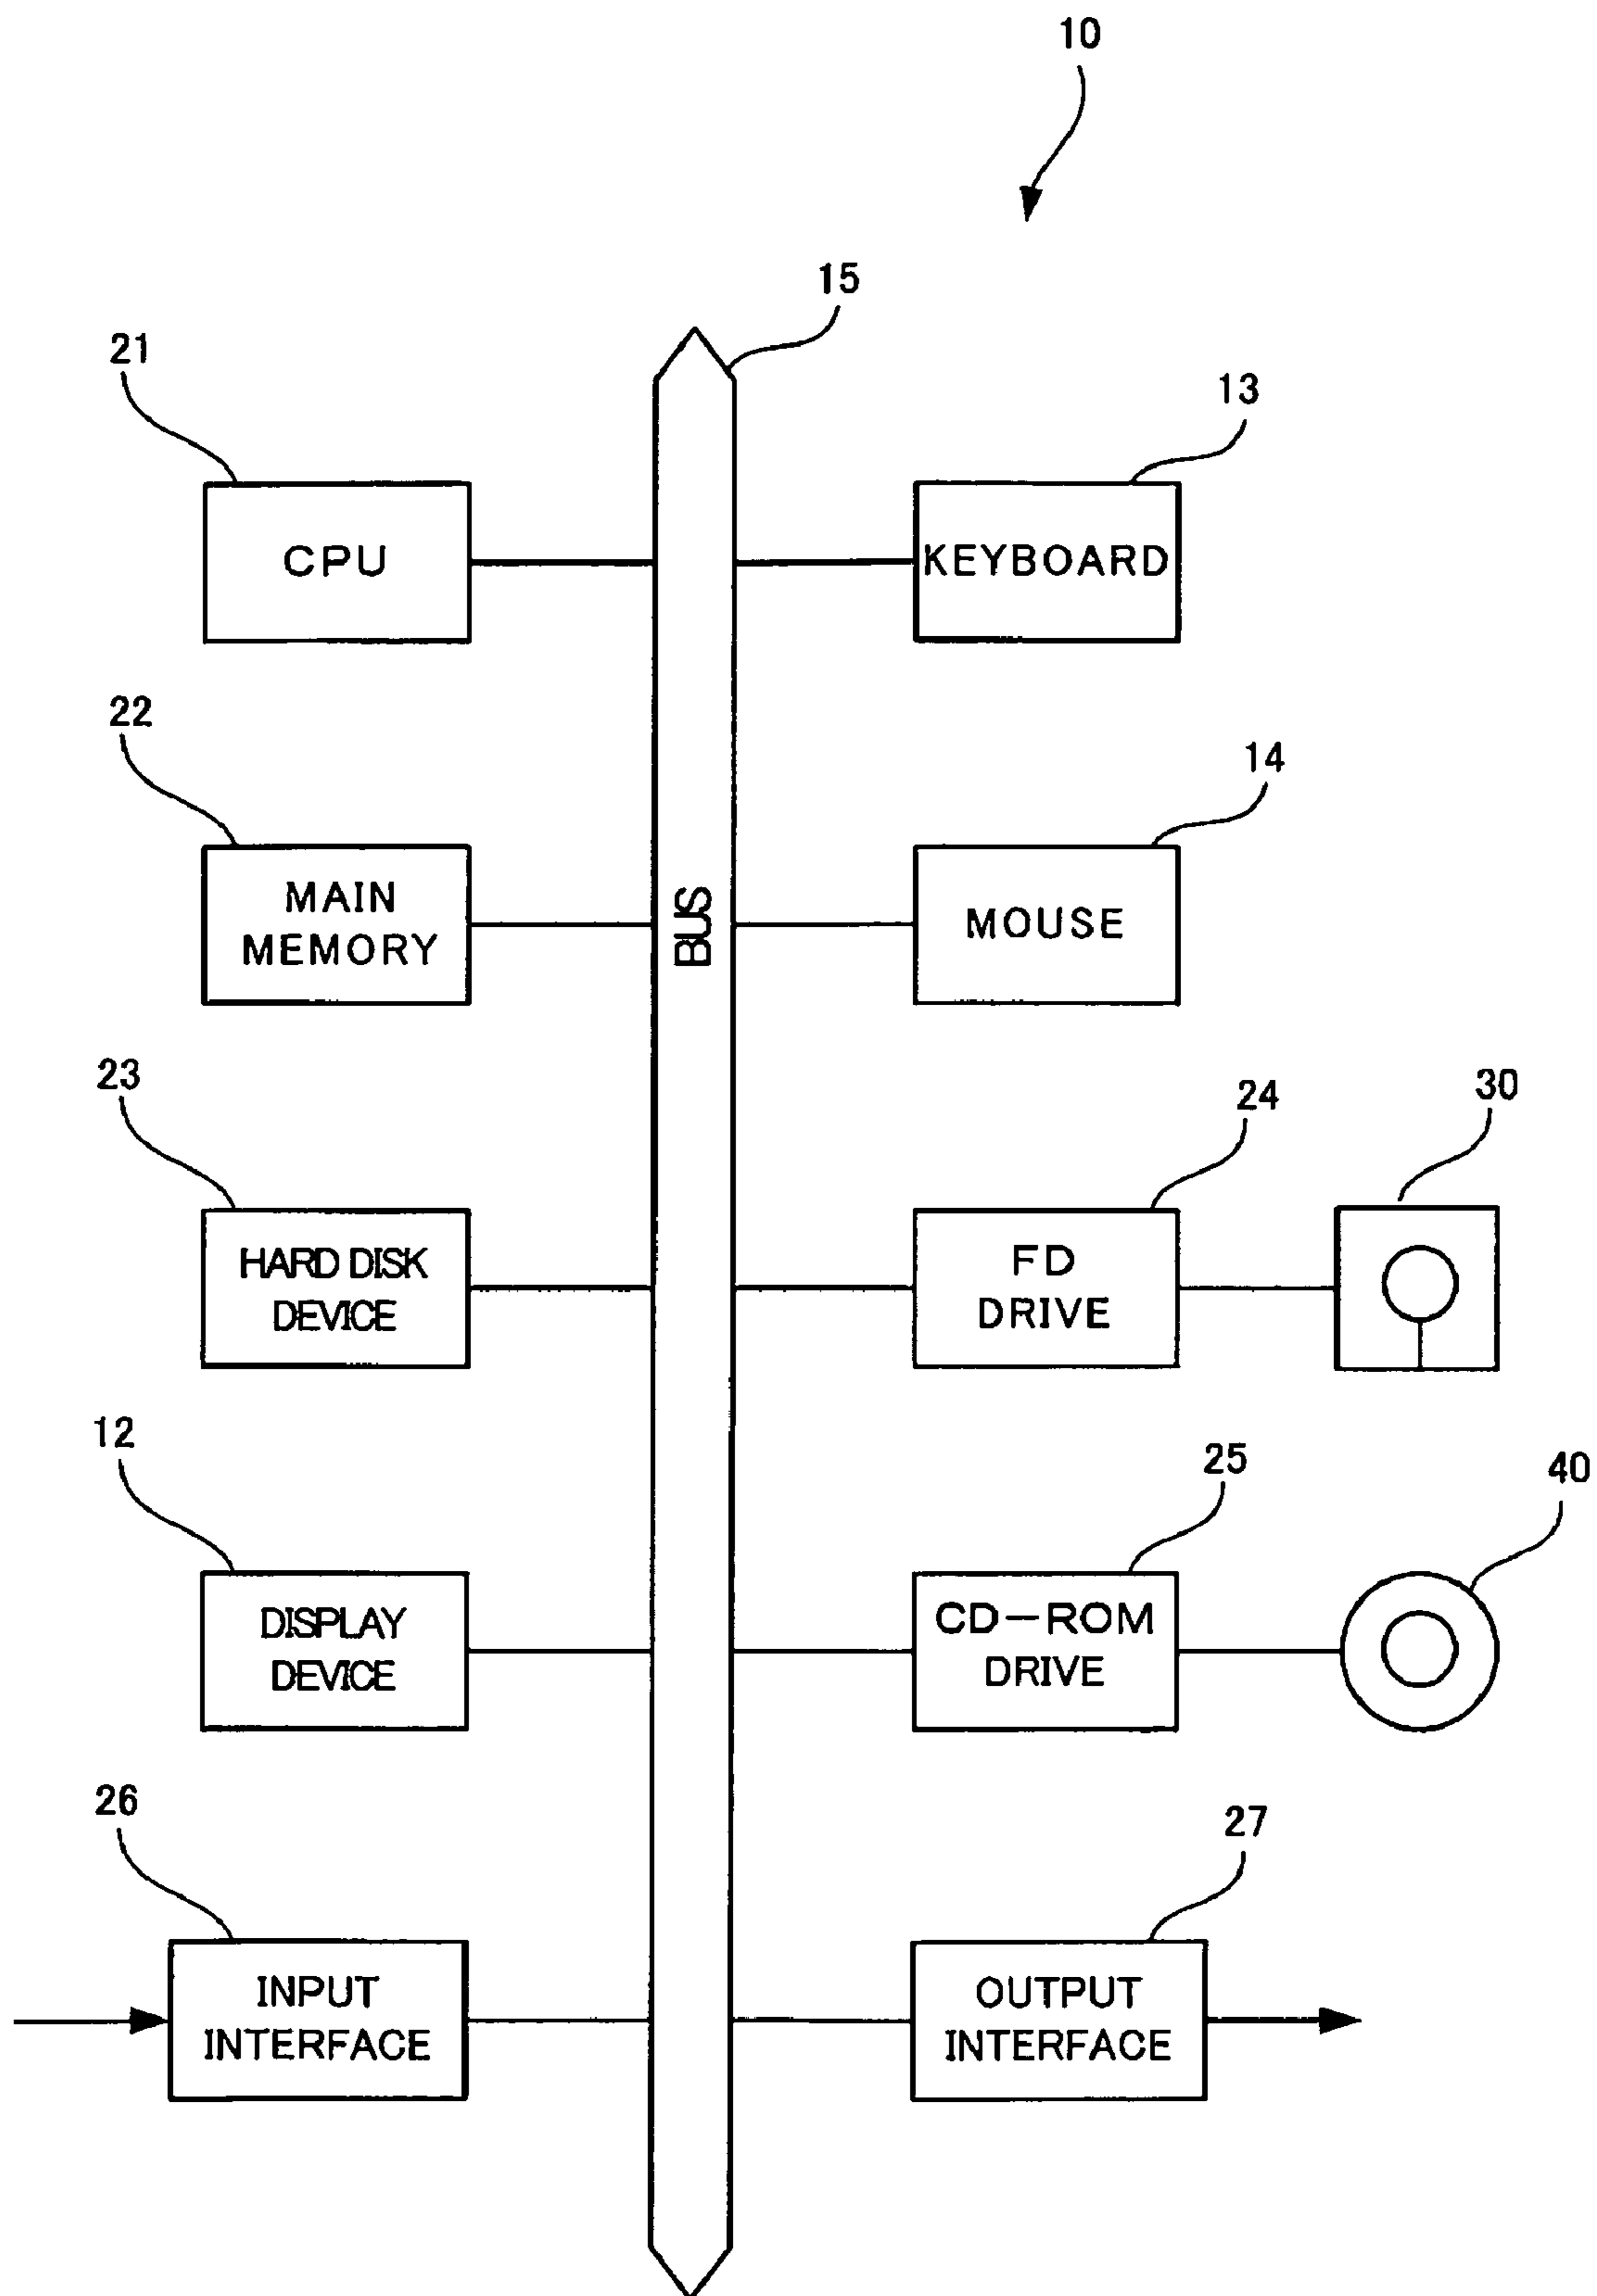 10
15
21
13
CPU
KEYBOARD
22
14
MAIN
MEMORY
BUS
MOUSE
23
24
30
HARD DISK
DEVICE
FD
DRIVE
12
25
40
DISPLAY
DEVICE
CD-ROM
DRIVE
26
27
INPUT
INTERFACE
OUTPUT
INTERFACE